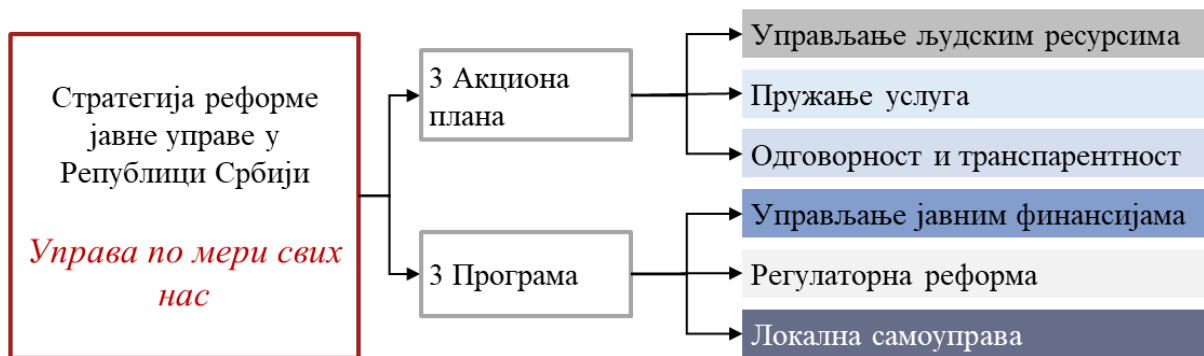 Стратегија реформе
јавне управе у
Републици Србији
Управа по мери свих
нас
3 Акциона
плана
3 Програма
Управљање људским ресурсима
Пружање услуга
Одговорност и транспарентност
Управљање јавним финансијама
Регулаторна реформа
Локална самоуправа